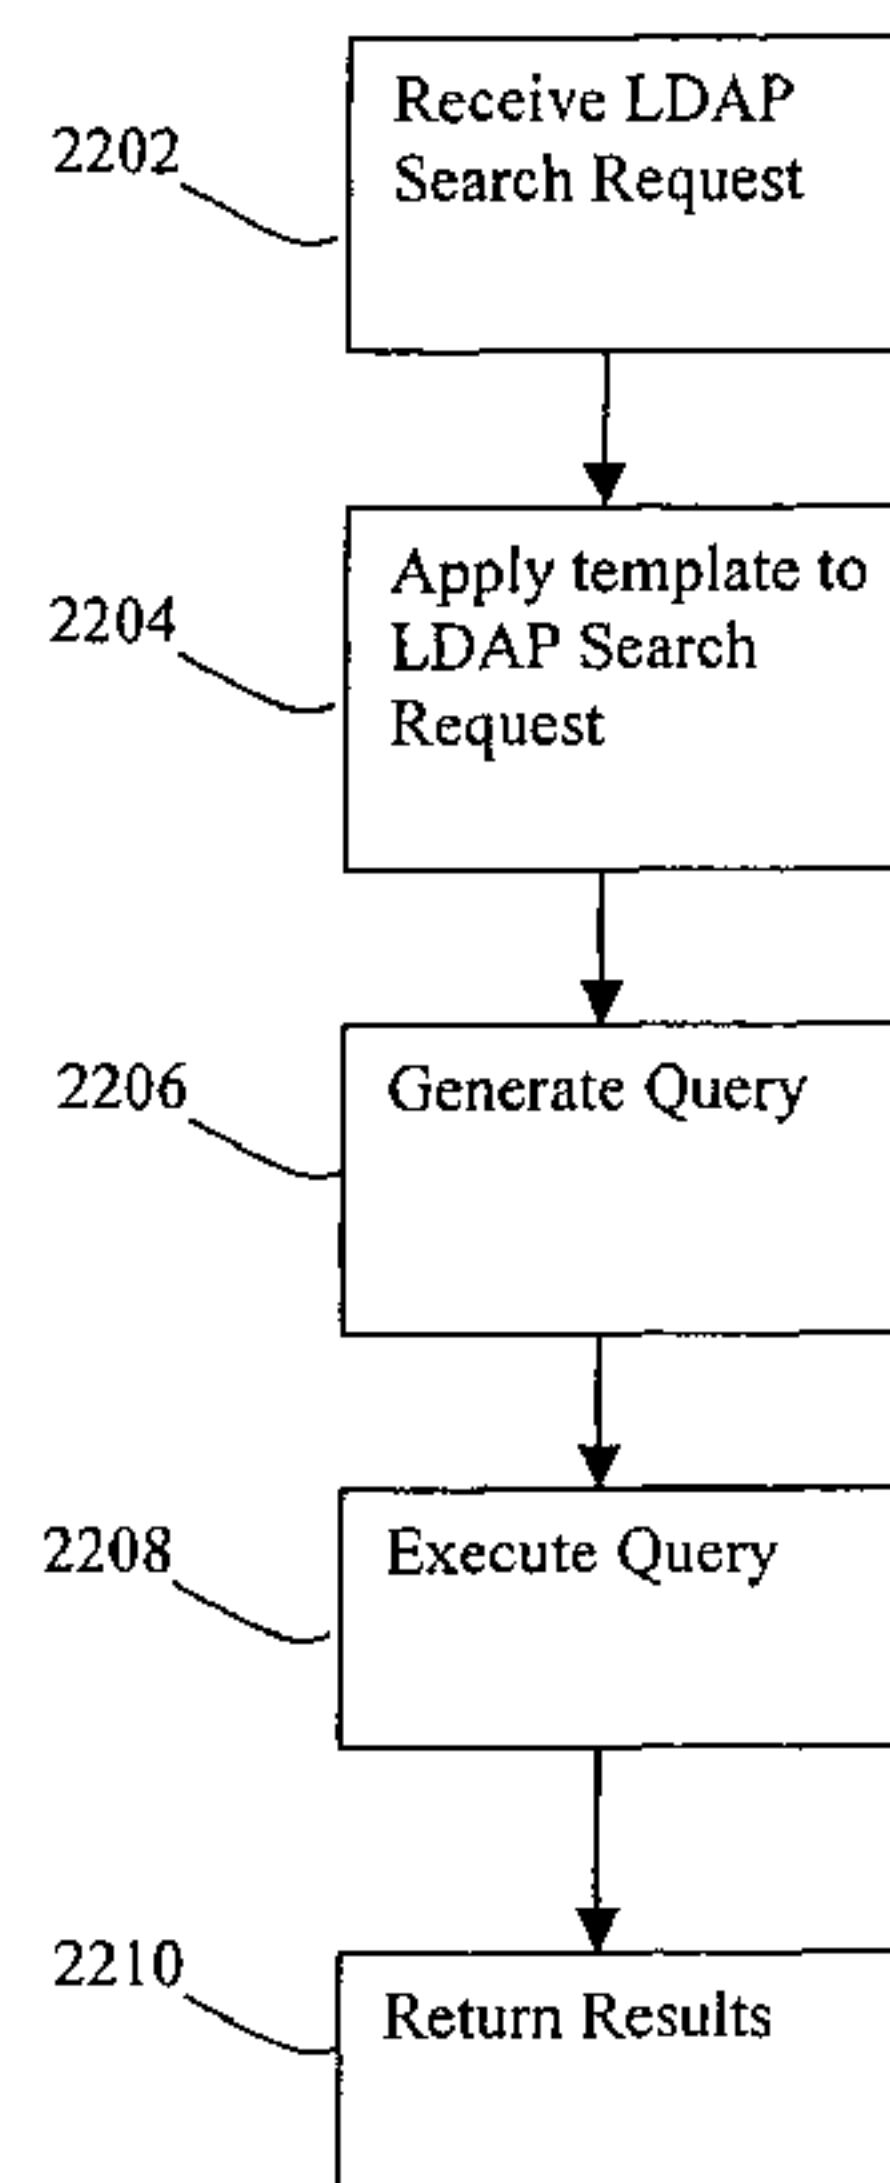 2202
Receive LDAP
Search Request
2204
Apply template to
LDAP Search
Request
2206
Generate Query
2208
Execute Query
2210
Return Results